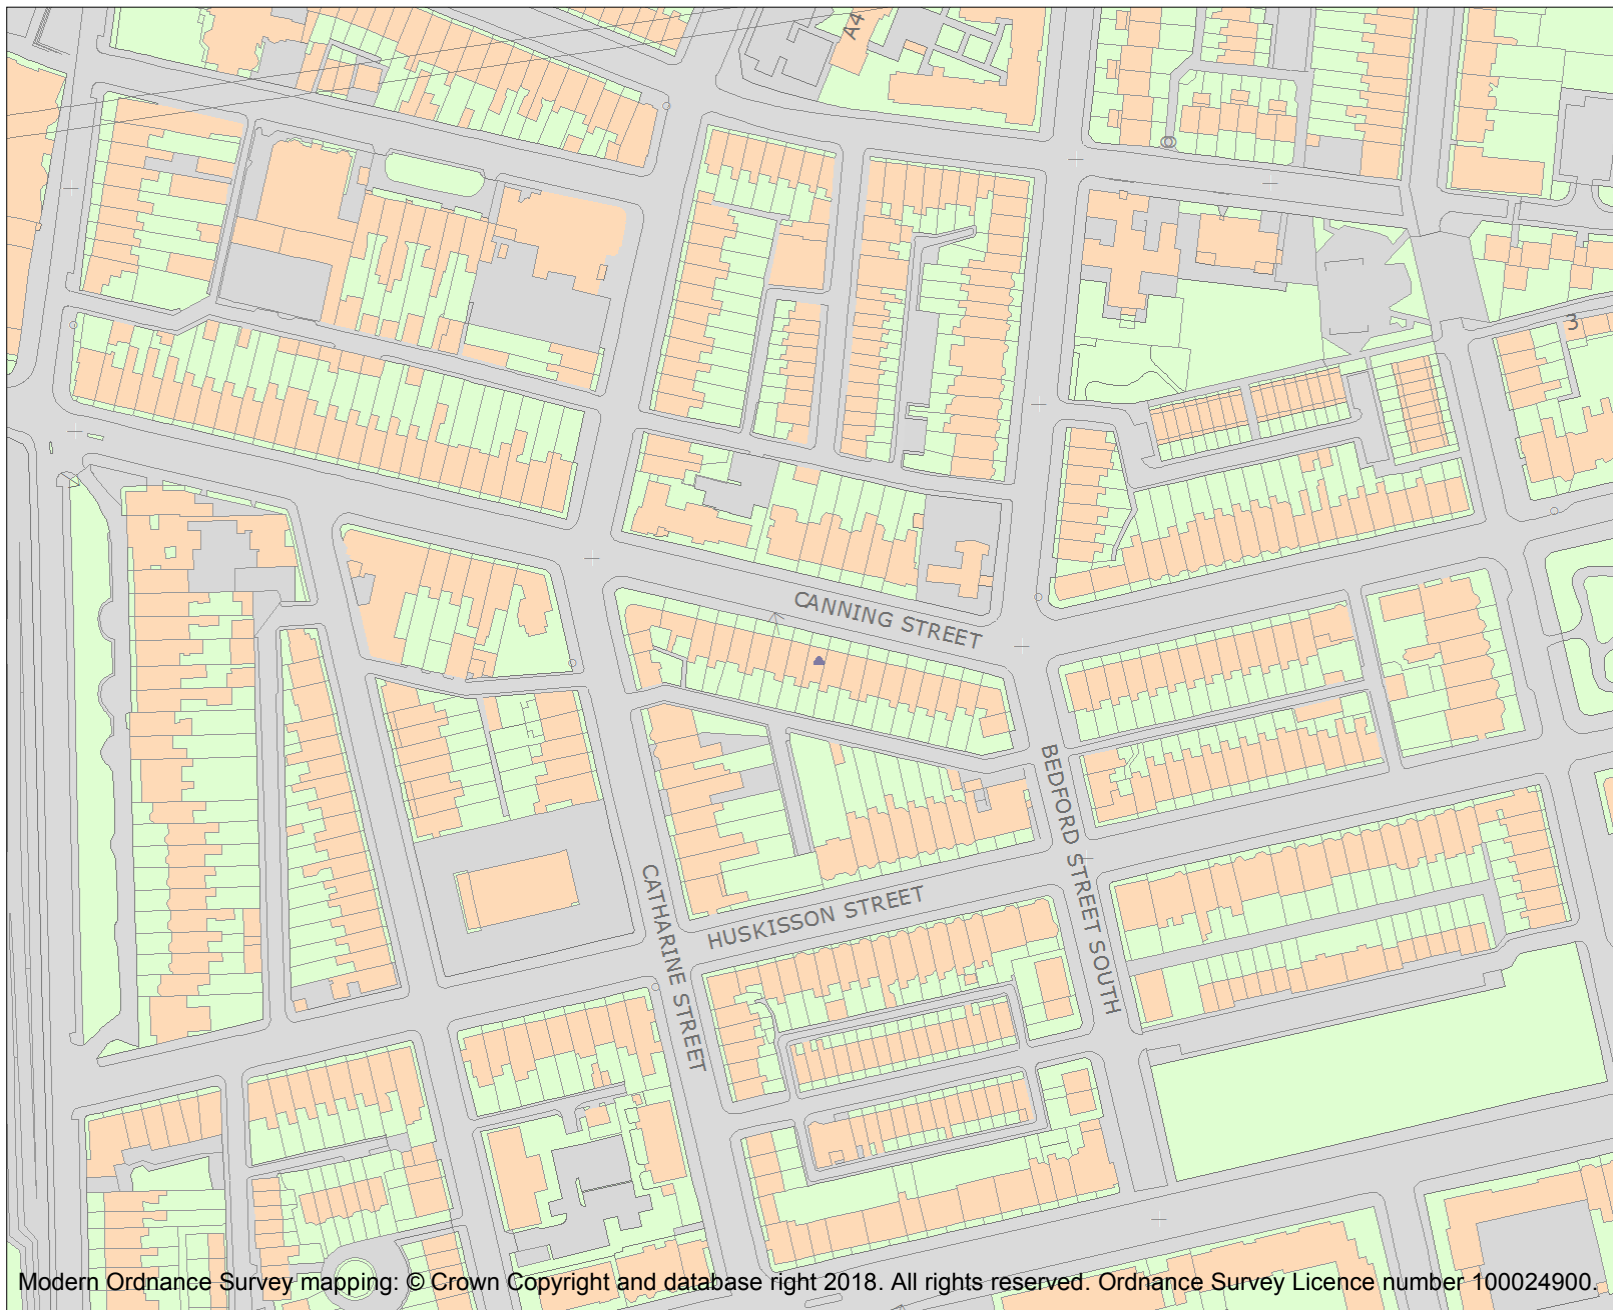 A4
3
CANNING STREET
BEDFORD STREET SOUTH
CATHARINE STREET
HUSKISSON STREET
Modern Ordnance Survey mapping: © Crown Copyright and database right 2018. All rights reserved. Ordnance Survey Licence number 100024900.